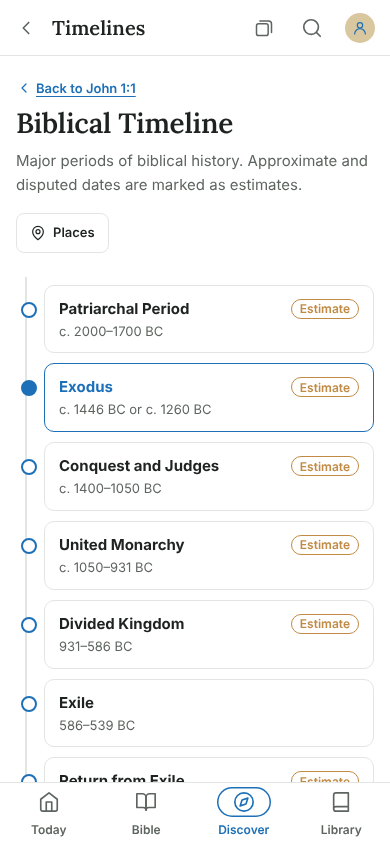 Timelines
Back to John 1:1
Biblical Timeline
Major periods of biblical history. Approximate and
disputed dates are marked as estimates.
Places
Patriarchal Period
Estimate
c. 2000–1700 BC
Exodus
Estimate
c. 1446 BC or c. 1260 BC
Conquest and Judges
Estimate
c. 1400–1050 BC
United Monarchy
Estimate
c. 1050–931 BC
Divided Kingdom
Estimate
931–586 BC
Exile
586–539 BC
Return from Exile
Estimate
Today
Bible
Discover
Library